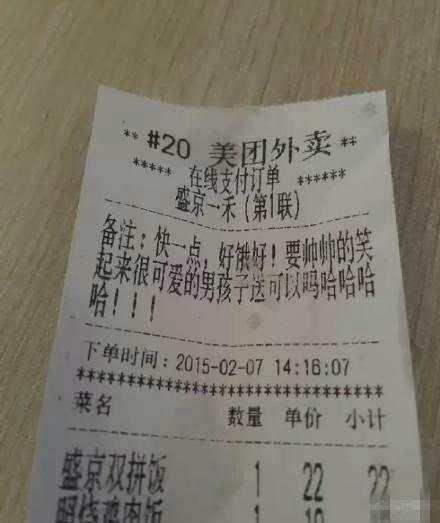 ** #20 美团外卖 **
***** 在线支付订单 ******
盛京一禾(第1联)
备注：快一点，好饿好！要帅帅的笑
起来很可爱的男孩子送可以吗哈哈哈
哈！！！
下单时间：2015-02-07 14:16:07
********************************
菜名 数量 单价 小计
盛京双拼饭 1 22 22